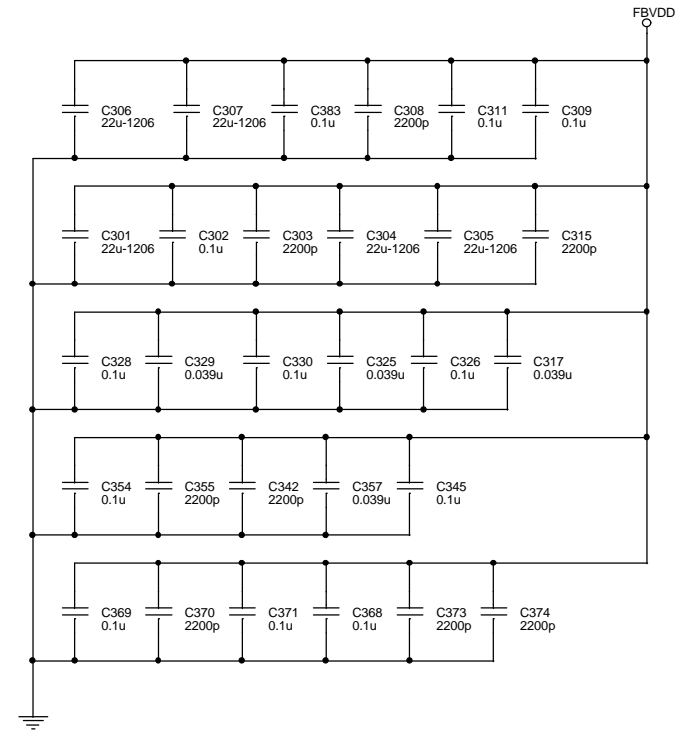 FBVDD
C306
22u-1206
C307
22u-1206
C383
0.1u
C308
2200p
C311
0.1u
C309
0.1u
C301
22u-1206
C302
0.1u
C303
2200p
C304
22u-1206
C305
22u-1206
C315
2200p
C328
0.1u
C329
0.039u
C330
0.1u
C325
0.039u
C326
0.1u
C317
0.039u
C354
0.1u
C355
2200p
C342
2200p
C357
0.039u
C345
0.1u
C369
0.1u
C370
2200p
C371
0.1u
C368
0.1u
C373
2200p
C374
2200p